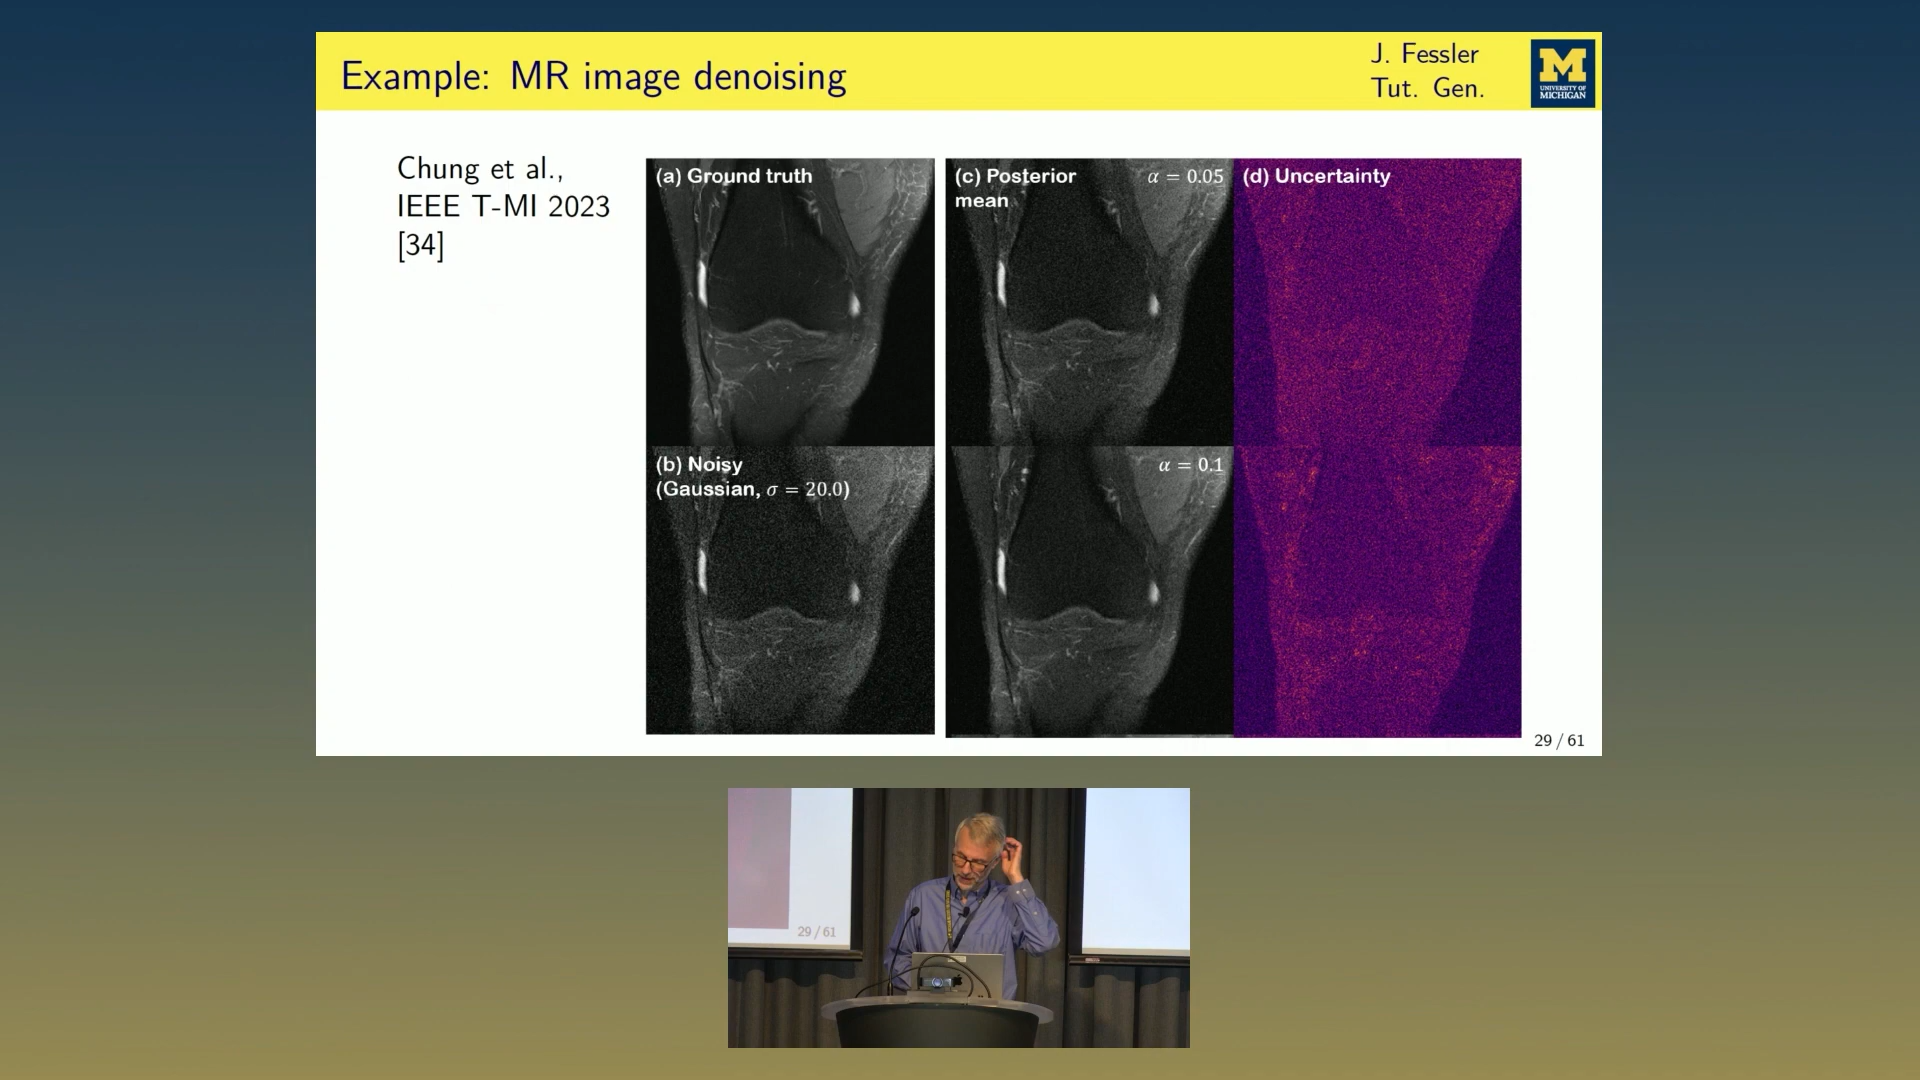 Example: MR image denoising
J. Fessler
Tut. Gen.
M
UNIVERSITY OF
MICHIGAN
Chung et al.,
IEEE T-MI 2023
[34]
(a) Ground truth
(c) Posterior
mean
α = 0.05
(d) Uncertainty
(b) Noisy
(Gaussian, σ = 20.0)
α = 0.1
29 / 61
29 / 61